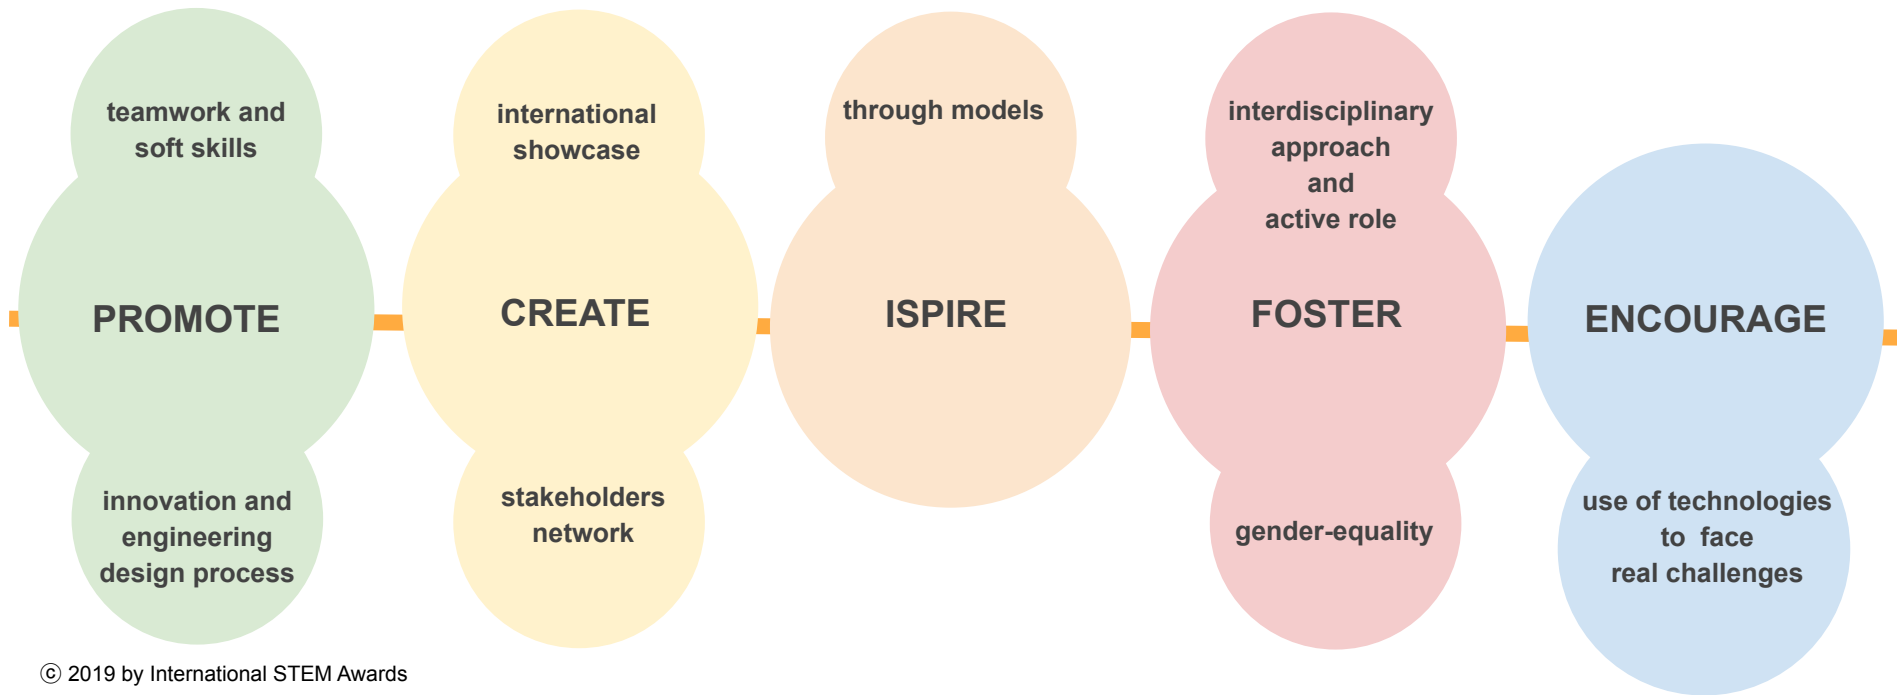 teamwork and
soft skills
PROMOTE
innovation and
engineering
design process
international
showcase
CREATE
stakeholders
network
through models
ISPIRE
interdisciplinary
approach
and
active role
FOSTER
gender-equality
ENCOURAGE
use of technologies
to face
real challenges
ⓒ 2019 by International STEM Awards